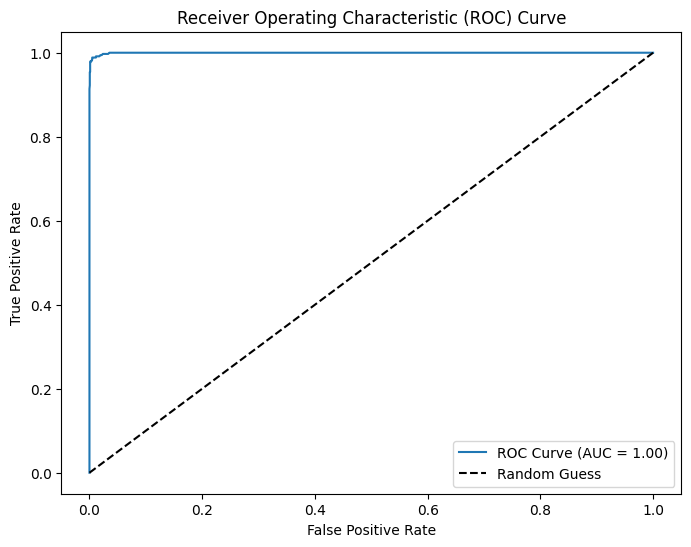 Receiver Operating Characteristic (ROC) Curve
True Positive Rate
1.0
0.8
0.6
0.4
0.2
0.0
ROC Curve (AUC = 1.00)
Random Guess
0.0 0.2 0.4 0.6 0.8 1.0
False Positive Rate